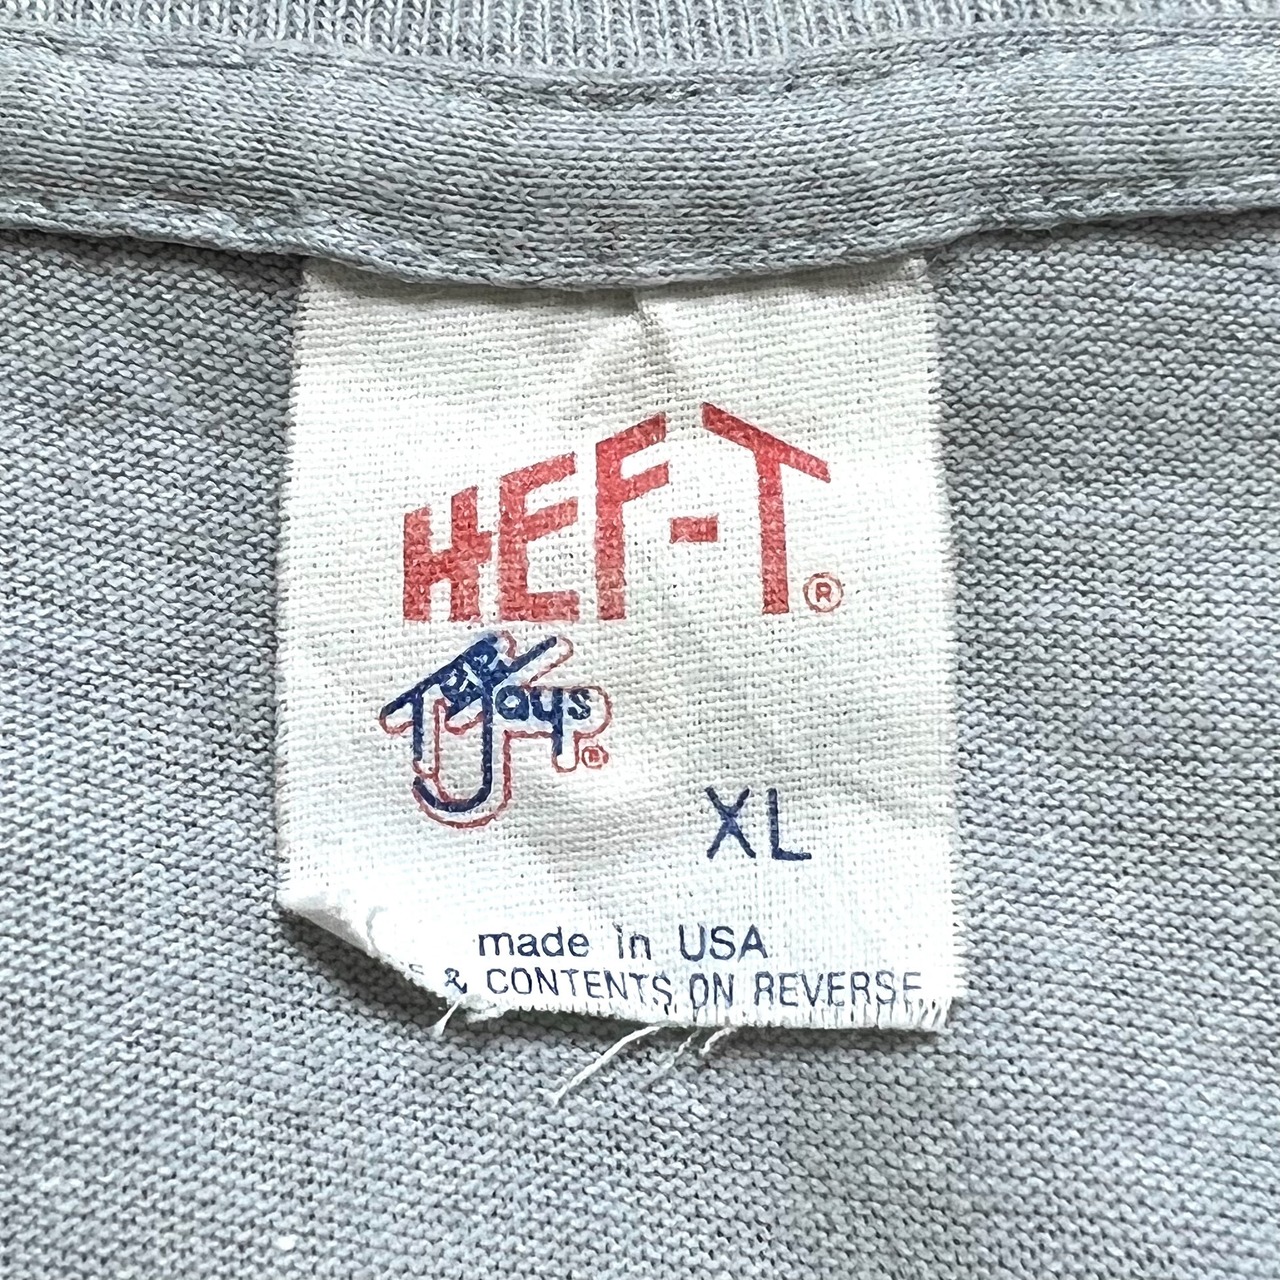 HEF-T®
Jays®
XL
made in USA
& CONTENTS ON REVERSE